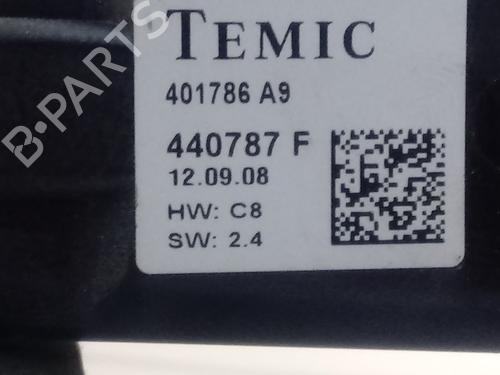 TEMIC
401786 A9
440787 F
12.09.08
HW: C8
SW: 2.4
B-PARTS